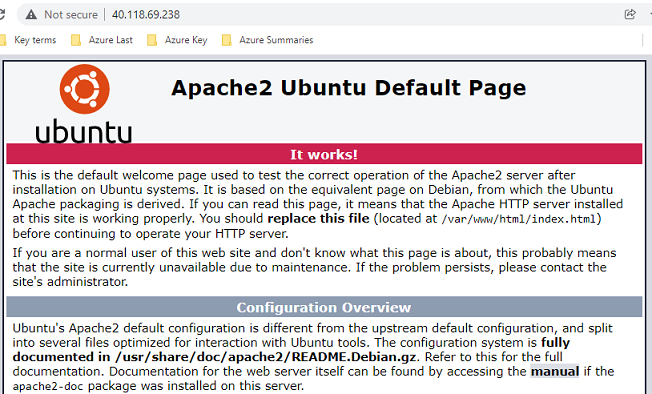 Not secure | 40.118.69.238
Key terms Azure Last Azure Key Azure Summaries
Apache2 Ubuntu Default Page
ubuntu
It works!
This is the default welcome page used to test the correct operation of the Apache2 server after
installation on Ubuntu systems. It is based on the equivalent page on Debian, from which the Ubuntu
Apache packaging is derived. If you can read this page, it means that the Apache HTTP server installed
at this site is working properly. You should replace this file (located at /var/www/html/index.html)
before continuing to operate your HTTP server.
If you are a normal user of this web site and don't know what this page is about, this probably means
that the site is currently unavailable due to maintenance. If the problem persists, please contact the
site's administrator.
Configuration Overview
Ubuntu's Apache2 default configuration is different from the upstream default configuration, and split
into several files optimized for interaction with Ubuntu tools. The configuration system is fully
documented in /usr/share/doc/apache2/README.Debian.gz. Refer to this for the full
documentation. Documentation for the web server itself can be found by accessing the manual if the
apache2-doc package was installed on this server.